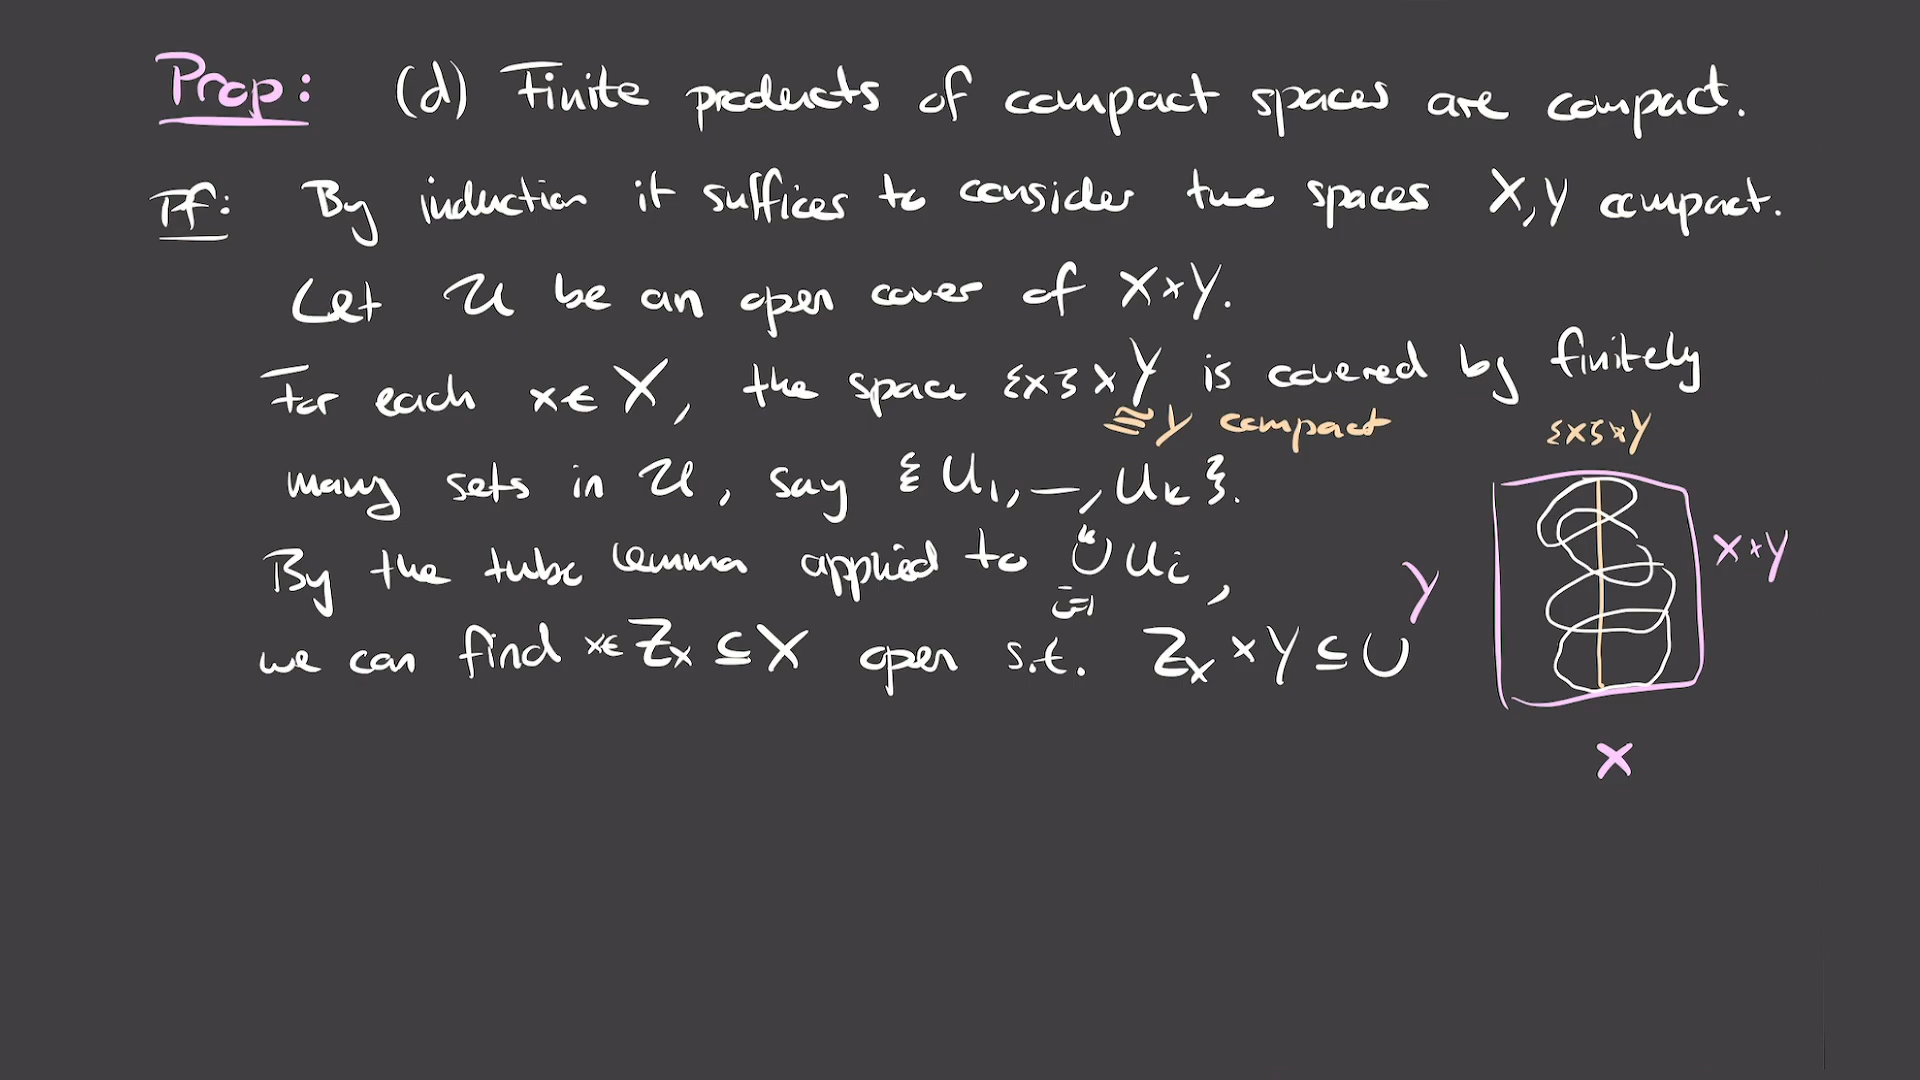 Prop: (d) Finite products of compact spaces are compact.
Pf: By induction it suffices to consider two spaces X, Y compact.
Let 𝒰 be an open cover of X×Y.
For each x∈X, the space {x}×Y is covered by finitely
≅Y compact
many sets in 𝒰, say {U₁, —, Uₖ}.
By the tube lemma applied to ⋃ᵏᵢ₌₁ Uᵢ,
we can find x∈ Zₓ ⊆ X open s.t. Zₓ × Y ⊆ ∪
{x}×Y
X×Y
Y
X